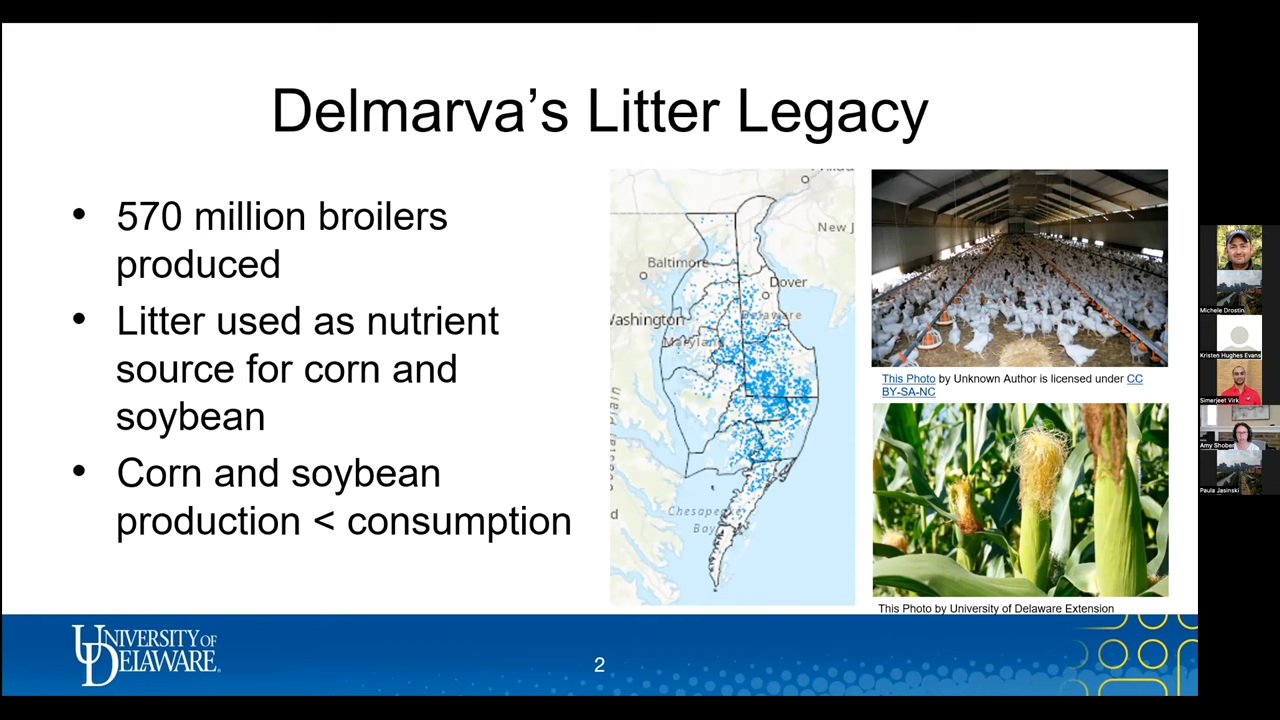 Delmarva's Litter Legacy
• 570 million broilers
produced
• Litter used as nutrient
source for corn and
soybean
• Corn and soybean
production < consumption
New J
Baltimore
Dover
Washington
Delaware
Maryland
Chesapeake
Bay
This Photo by Unknown Author is licensed under CC
BY-SA-NC
This Photo by University of Delaware Extension
UNIVERSITY OF
DELAWARE
2
Michele Drostin
Kristen Hughes Evans
Simerjeet Virk
Amy Shober
Paula Jasinski